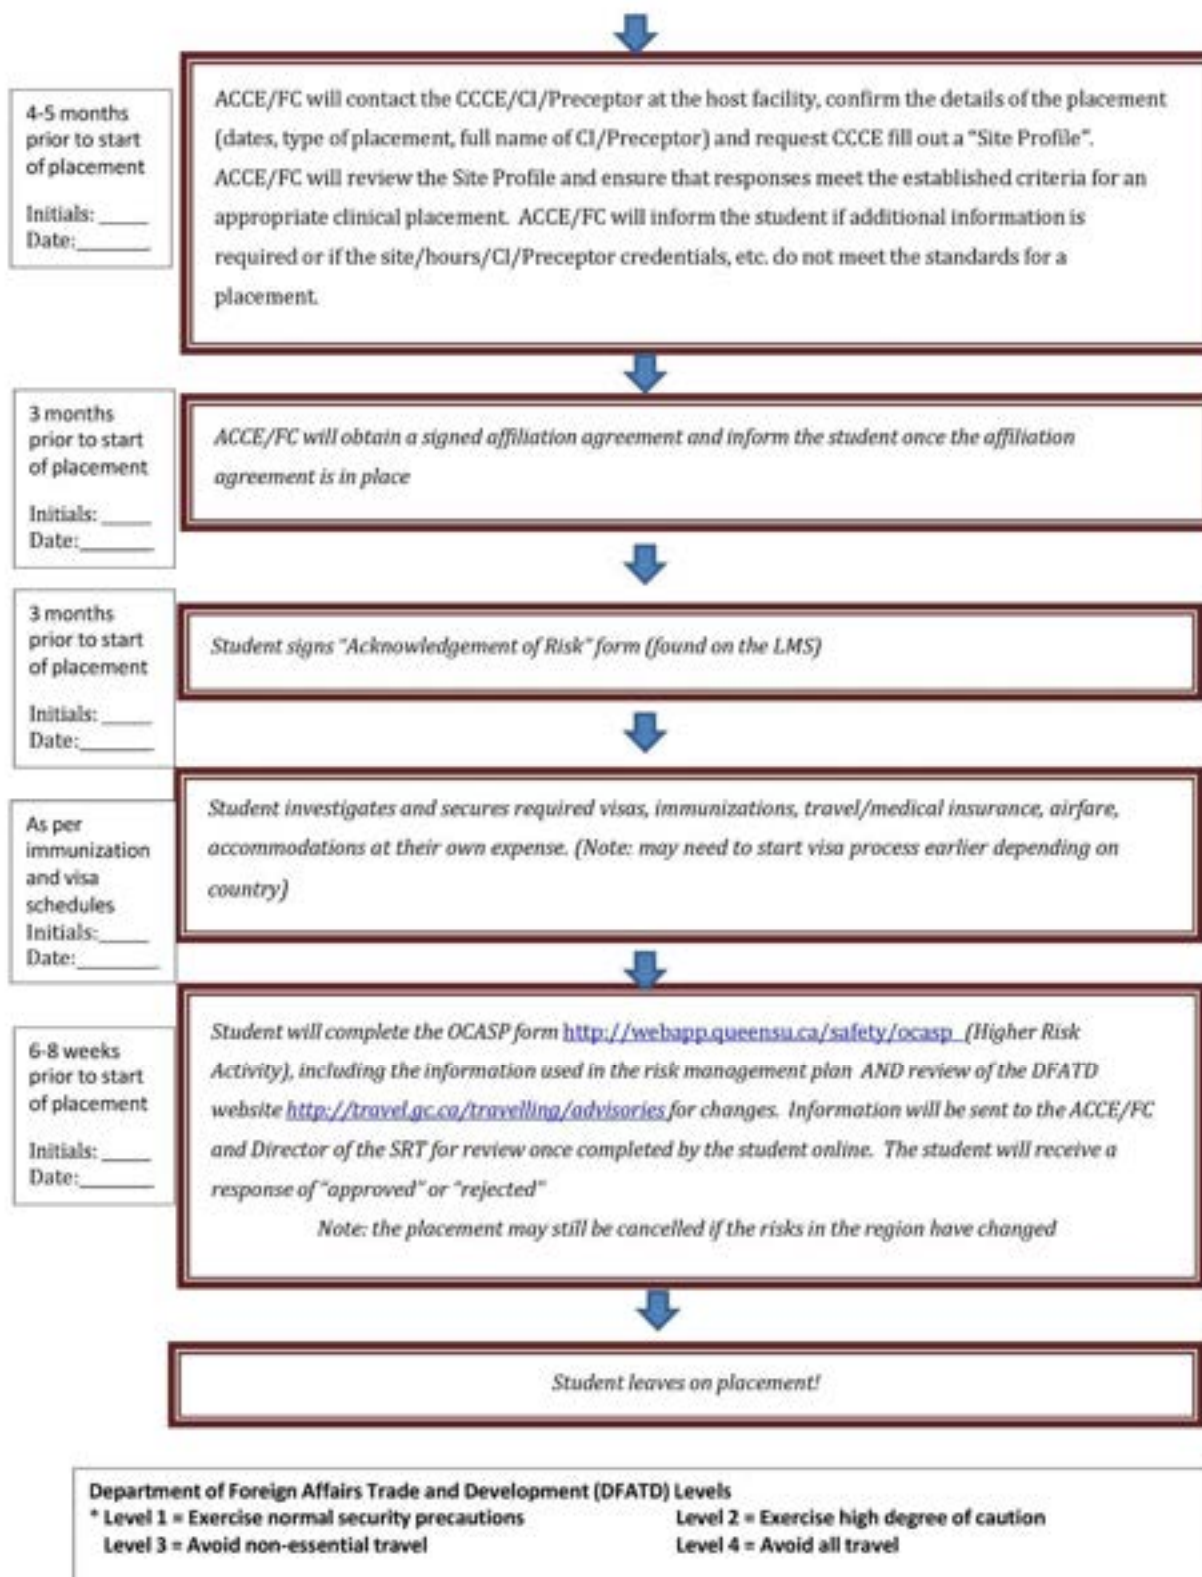 4-5 months
prior to start
of placement
Initials: _____
Date:_______
ACCE/FC will contact the CCCE/CI/Preceptor at the host facility, confirm the details of the placement
(dates, type of placement, full name of CI/Preceptor) and request CCCE fill out a “Site Profile”.
ACCE/FC will review the Site Profile and ensure that responses meet the established criteria for an
appropriate clinical placement.  ACCE/FC will inform the student if additional information is
required or if the site/hours/CI/Preceptor credentials, etc. do not meet the standards for a
placement.
3 months
prior to start
of placement
Initials: _____
Date:_______
ACCE/FC will obtain a signed affiliation agreement and inform the student once the affiliation
agreement is in place
3 months
prior to start
of placement
Initials: _____
Date:_______
Student signs “Acknowledgement of Risk” form (found on the LMS)
As per
immunization
and visa
schedules
Initials:_____
Date:________
Student investigates and secures required visas, immunizations, travel/medical insurance, airfare,
accommodations at their own expense. (Note: may need to start visa process earlier depending on
country)
6-8 weeks
prior to start
of placement
Initials: _____
Date:_______
Student will complete the OCASP form http://webapp.queensu.ca/safety/ocasp  (Higher Risk
Activity), including the information used in the risk management plan  AND review of the DFATD
website http://travel.gc.ca/travelling/advisories for changes.  Information will be sent to the ACCE/FC
and Director of the SRT for review once completed by the student online.  The student will receive a
response of “approved” or “rejected”
Note: the placement may still be cancelled if the risks in the region have changed
Student leaves on placement!
Department of Foreign Affairs Trade and Development (DFATD) Levels
* Level 1 = Exercise normal security precautions Level 2 = Exercise high degree of caution
Level 3 = Avoid non-essential travel Level 4 = Avoid all travel